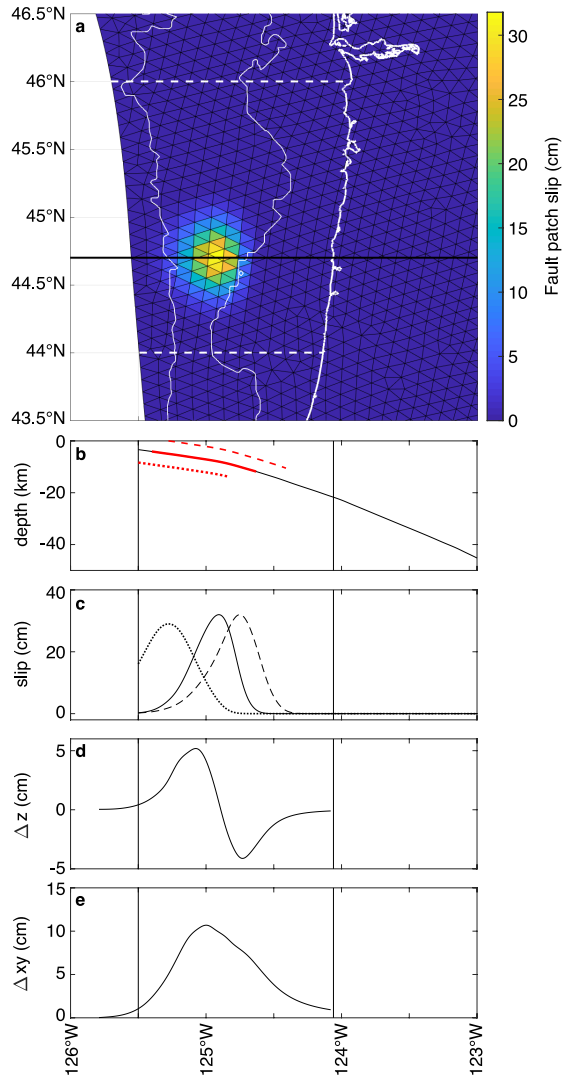 46.5°N
a
46°N
45.5°N
45°N
44.5°N
44°N
43.5°N
30
25
20
15
10
5
0
Fault patch slip (cm)
b
0
-20
-40
depth (km)
c
40
20
0
slip (cm)
d
5
0
-5
Δz (cm)
e
15
10
5
0
Δxy (cm)
126°W
125°W
124°W
123°W